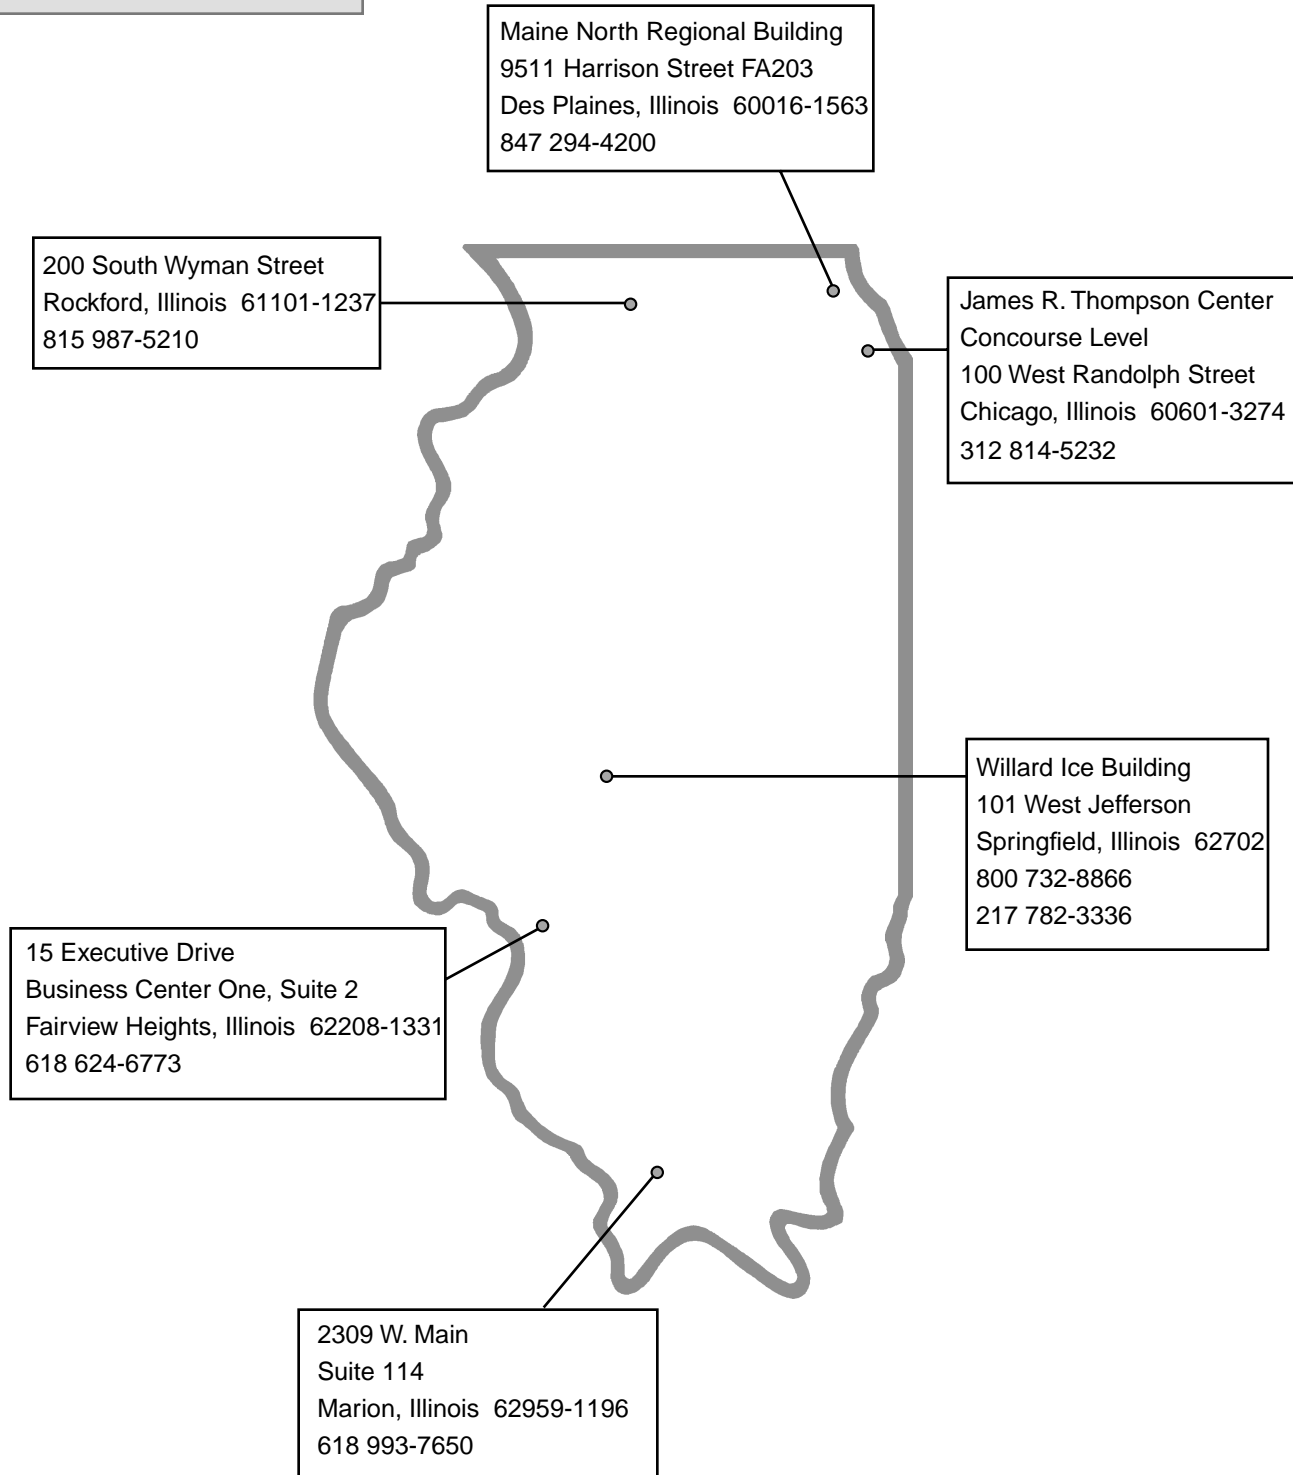 Maine North Regional Building
9511 Harrison Street FA203
Des Plaines, Illinois  60016-1563
847 294-4200
200 South Wyman Street
Rockford, Illinois  61101-1237
815 987-5210
James R. Thompson Center
Concourse Level
100 West Randolph Street
Chicago, Illinois  60601-3274
312 814-5232
Willard Ice Building
101 West Jefferson
Springfield, Illinois  62702
800 732-8866
217 782-3336
15 Executive Drive
Business Center One, Suite 2
Fairview Heights, Illinois  62208-1331
618 624-6773
2309 W. Main
Suite 114
Marion, Illinois  62959-1196
618 993-7650